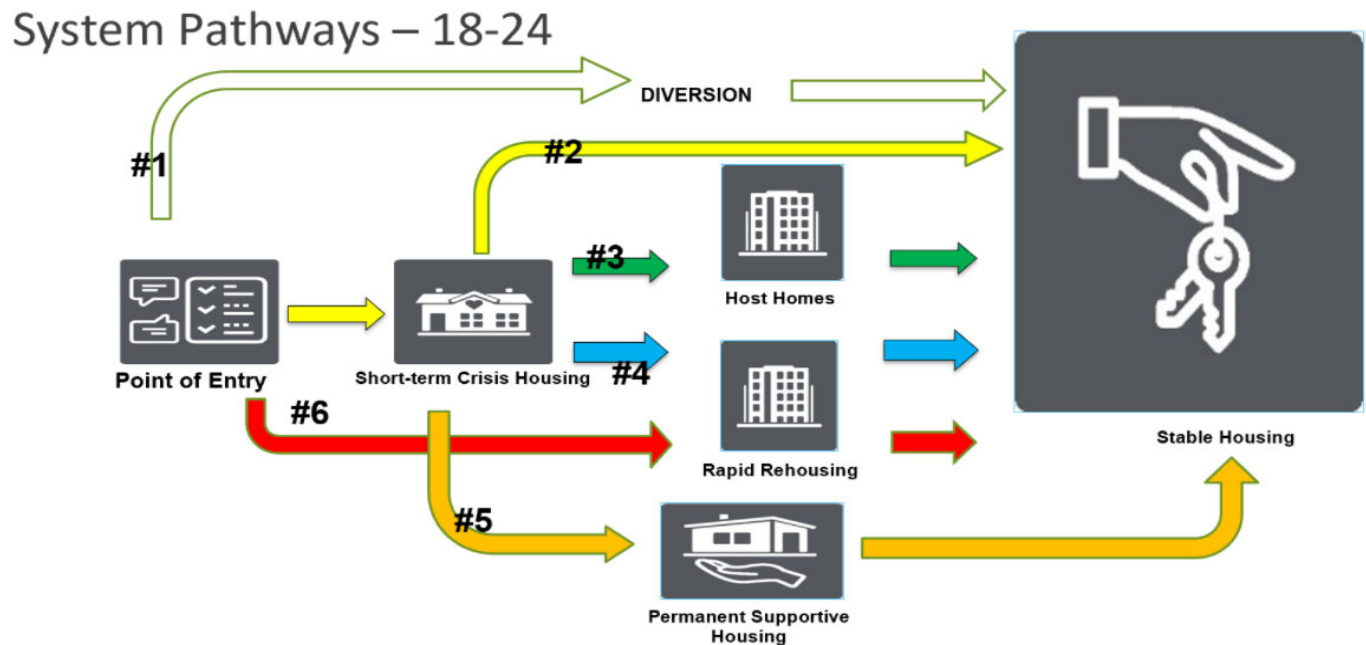 System Pathways – 18-24
DIVERSION
#1
#2
#3
Host Homes
Point of Entry
Short-term Crisis Housing
#4
#6
Stable Housing
Rapid Rehousing
#5
Permanent Supportive
Housing